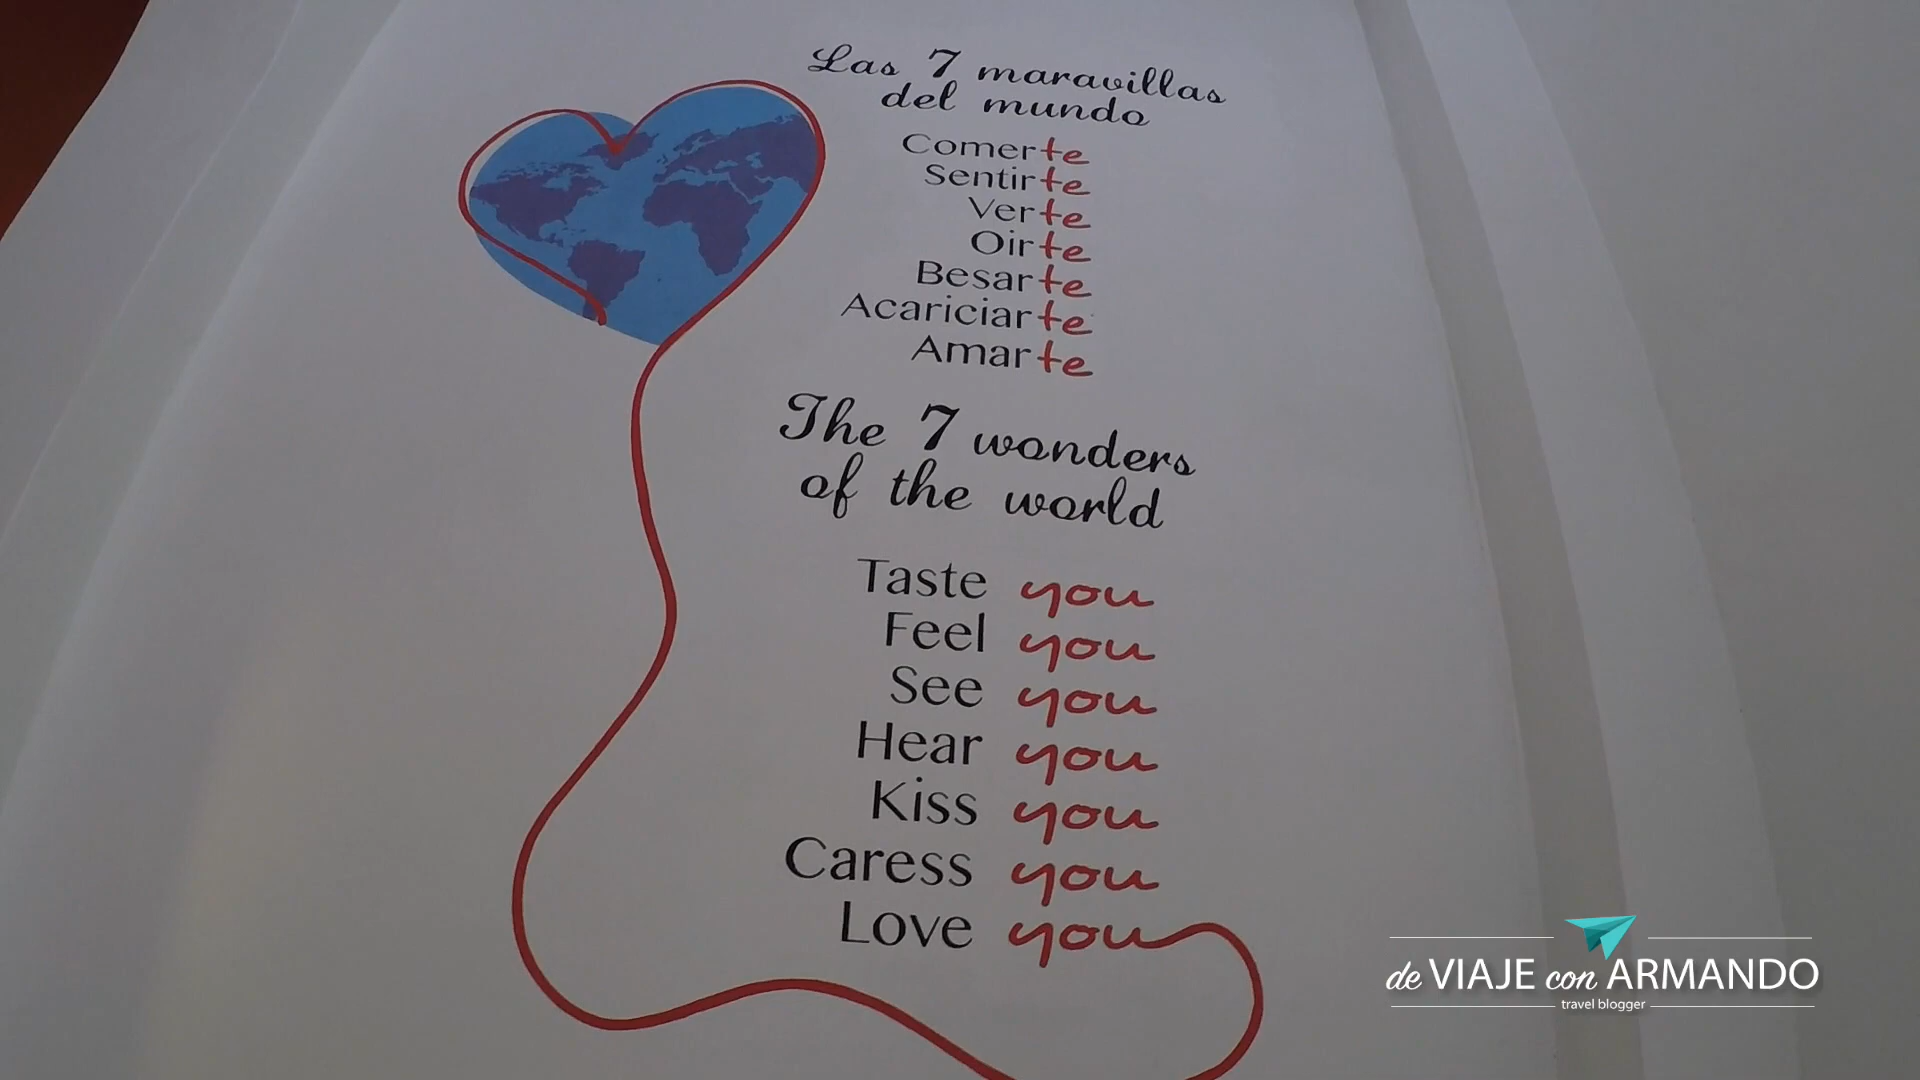 Las 7 maravillas
del mundo
Comerte
Sentirte
Verte
Oirte
Besarte
Acariciarte
Amarte
The 7 wonders
of the world
Taste you
Feel you
See you
Hear you
Kiss you
Caress you
Love you
de VIAJE con ARMANDO
travel blogger